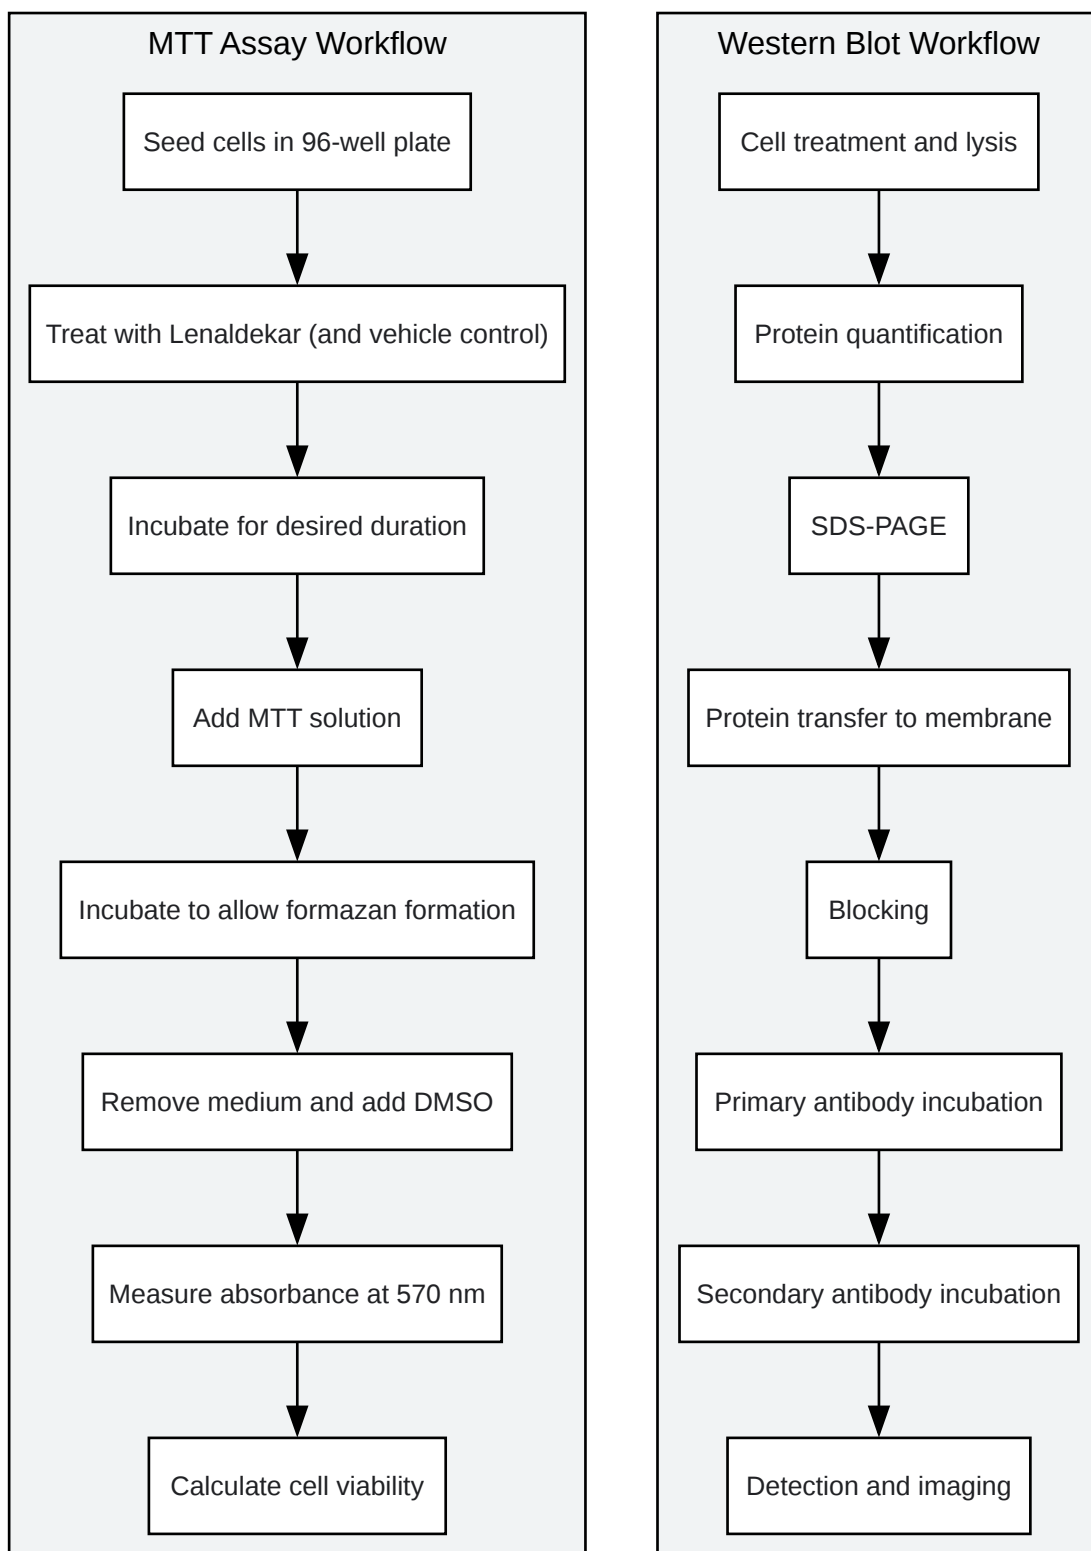 MTT Assay Workflow
Seed cells in 96-well plate
Treat with Lenaldekar (and vehicle control)
Incubate for desired duration
Add MTT solution
Incubate to allow formazan formation
Remove medium and add DMSO
Measure absorbance at 570 nm
Calculate cell viability
Western Blot Workflow
Cell treatment and lysis
Protein quantification
SDS-PAGE
Protein transfer to membrane
Blocking
Primary antibody incubation
Secondary antibody incubation
Detection and imaging